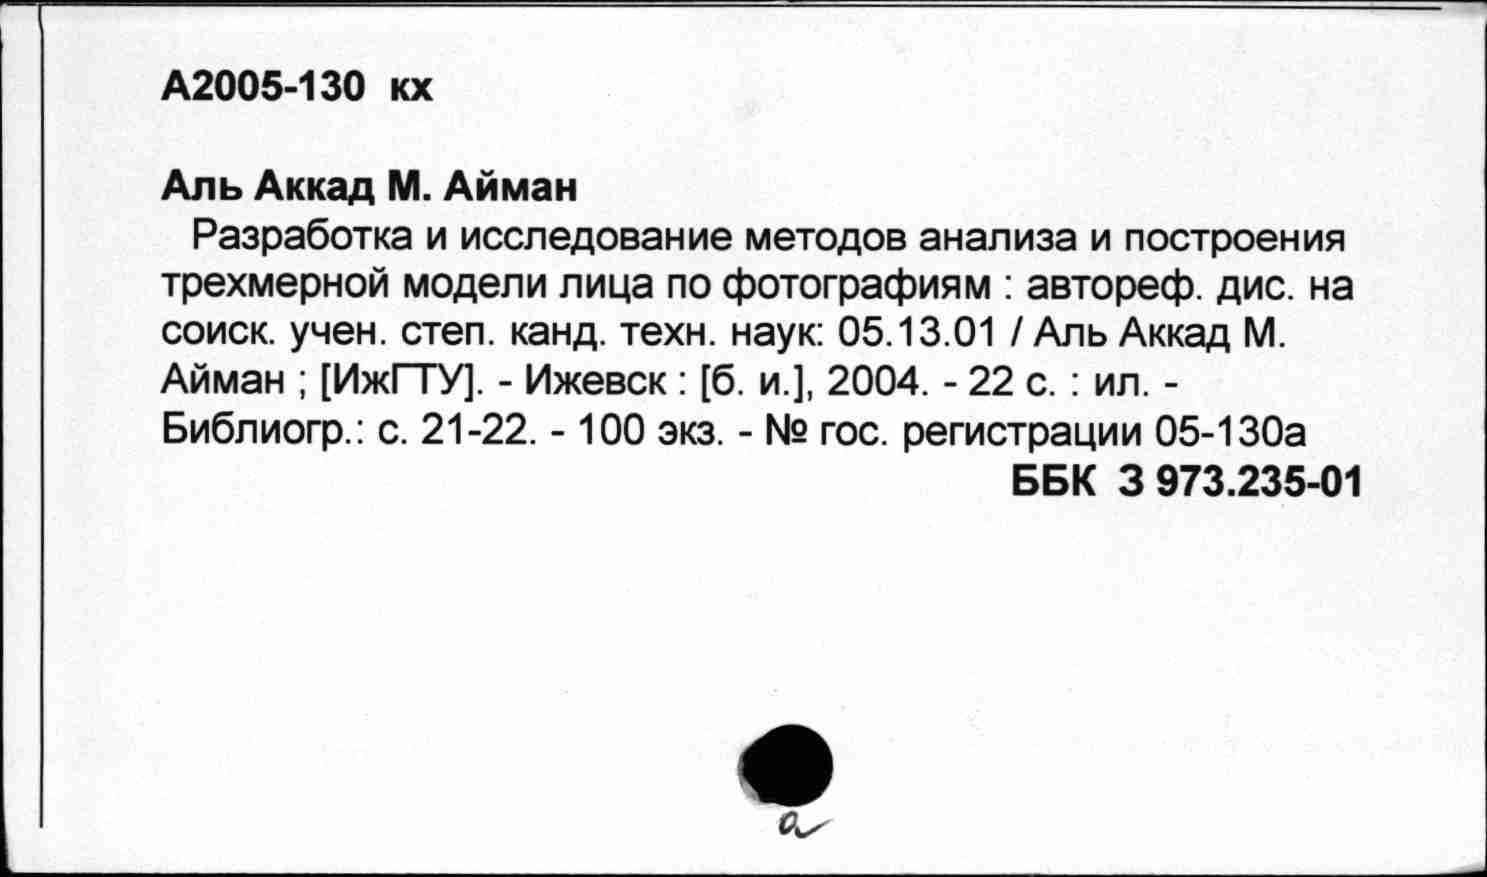 А2005-130 кх
Аль Аккад М. Айман
Разработка и исследование методов анализа и построения
трехмерной модели лица по фотографиям : автореф. дис. на
соиск. учен. степ. канд. техн. наук: 05.13.01 / Аль Аккад М.
Айман ; [ИжГТУ]. - Ижевск : [б. и.], 2004. - 22 с. : ил. -
Библиогр.: с. 21-22. - 100 экз. - № гос. регистрации 05-130а
ББК З 973.235-01
а